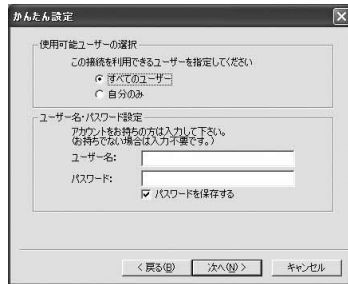 かんたん設定
使用可能ユーザーの選択
この接続を利用できるユーザーを指定してください
すべてのユーザー
自分のみ
ユーザー名・パスワード設定
アカウントをお持ちの方は入力して下さい。
(お持ちでない場合は入力不要です。)
ユーザー名:
パスワード:
パスワードを保存する
< 戻る(B)
次へ(N) >
キャンセル